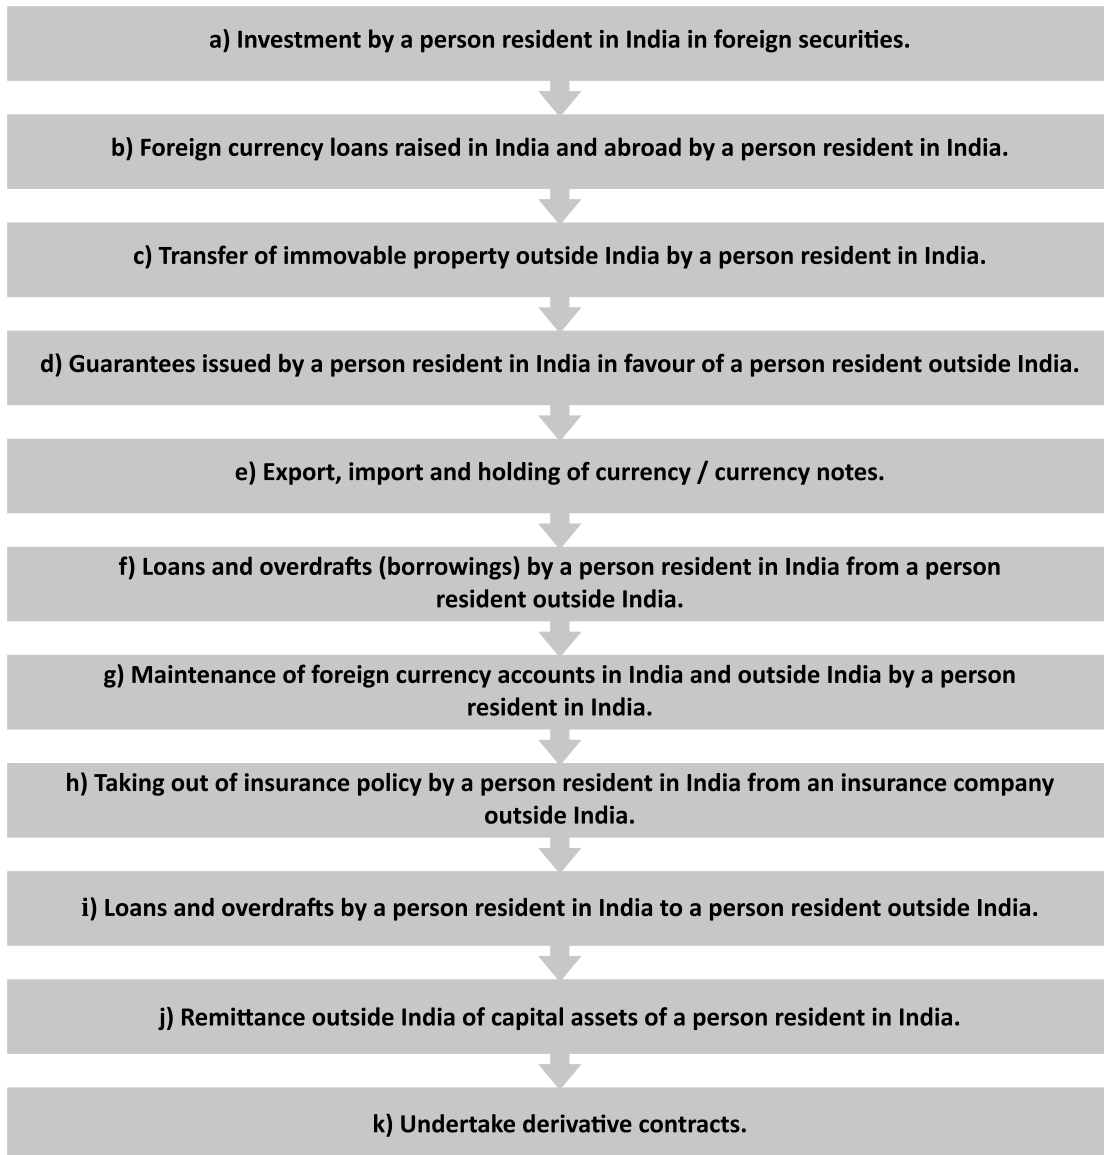 a) Investment by a person resident in India in foreign securities.
b) Foreign currency loans raised in India and abroad by a person resident in India.
c) Transfer of immovable property outside India by a person resident in India.
d) Guarantees issued by a person resident in India in favour of a person resident outside India.
e) Export, import and holding of currency / currency notes.
f) Loans and overdrafts (borrowings) by a person resident in India from a person
resident outside India.
g) Maintenance of foreign currency accounts in India and outside India by a person
resident in India.
h) Taking out of insurance policy by a person resident in India from an insurance company
outside India.
i) Loans and overdrafts by a person resident in India to a person resident outside India.
j) Remittance outside India of capital assets of a person resident in India.
k) Undertake derivative contracts.